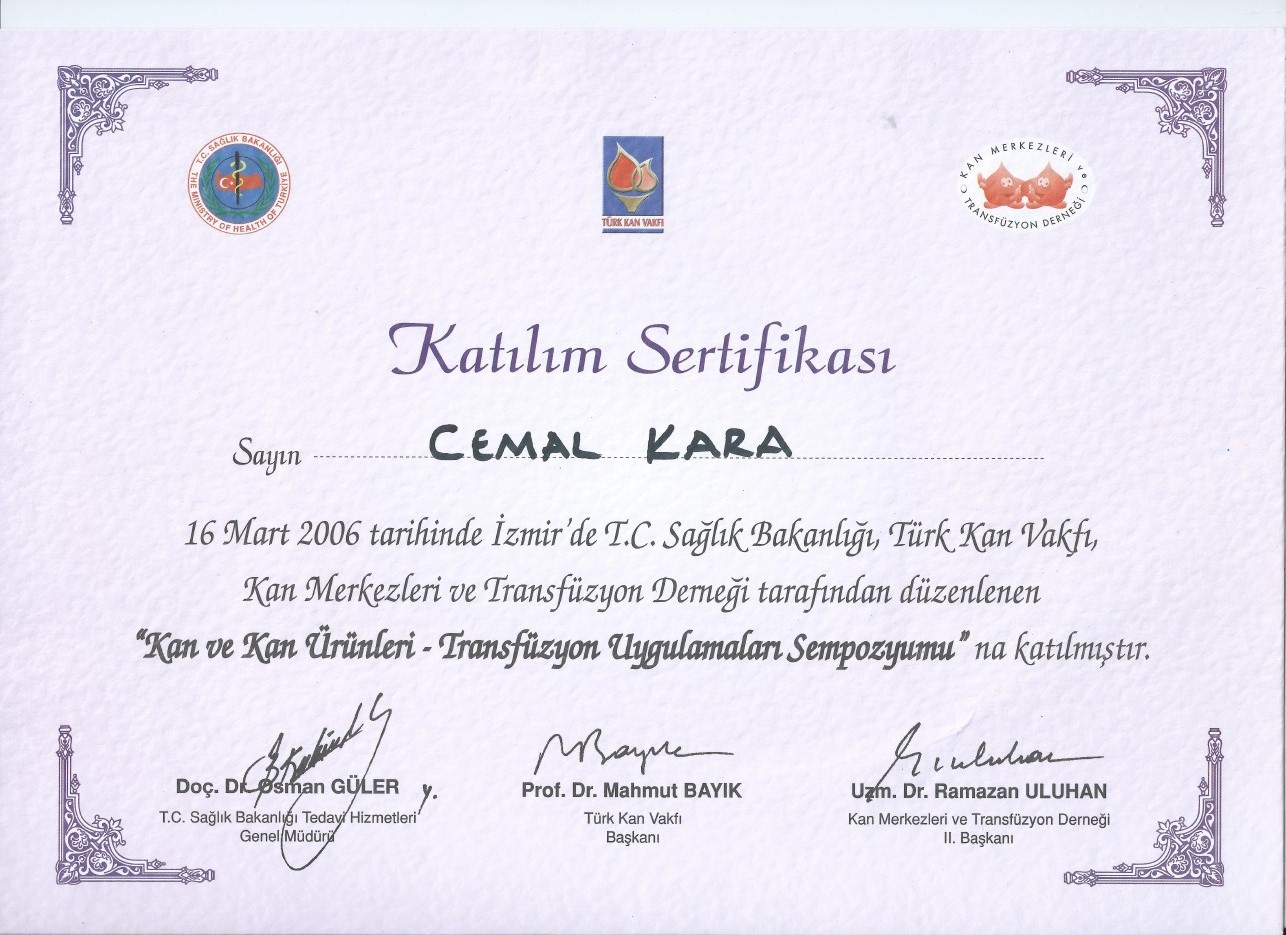 T.C. SAĞLIK BAKANLIĞI
THE MINISTRY OF HEALTH OF TÜRKİYE
TÜRK KAN VAKFI
KAN MERKEZLERİ ve
TRANSFÜZYON DERNEĞİ
Katılım Sertifikası
Sayın CEMAL KARA
16 Mart 2006 tarihinde İzmir'de T.C. Sağlık Bakanlığı, Türk Kan Vakfı,
Kan Merkezleri ve Transfüzyon Derneği tarafından düzenlenen
"Kan ve Kan Ürünleri - Transfüzyon Uygulamaları Sempozyumu" na katılmıştır.
Doç. Dr. Osman GÜLER y.
T.C. Sağlık Bakanlığı Tedavi Hizmetleri
Genel Müdürü
Prof. Dr. Mahmut BAYIK
Türk Kan Vakfı
Başkanı
Uzm. Dr. Ramazan ULUHAN
Kan Merkezleri ve Transfüzyon Derneği
II. Başkanı